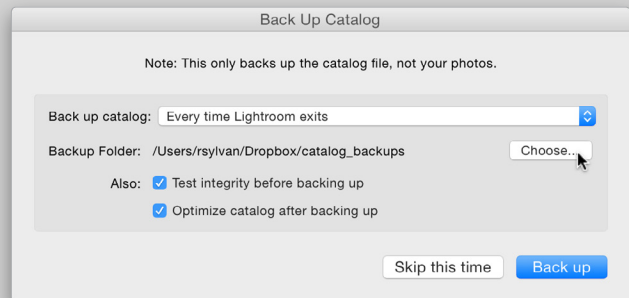 Back Up Catalog
Note: This only backs up the catalog file, not your photos.
Back up catalog: Every time Lightroom exits
Backup Folder: /Users/rsylvan/Dropbox/catalog_backups Choose...
Also: Test integrity before backing up
Optimize catalog after backing up
Skip this time Back up